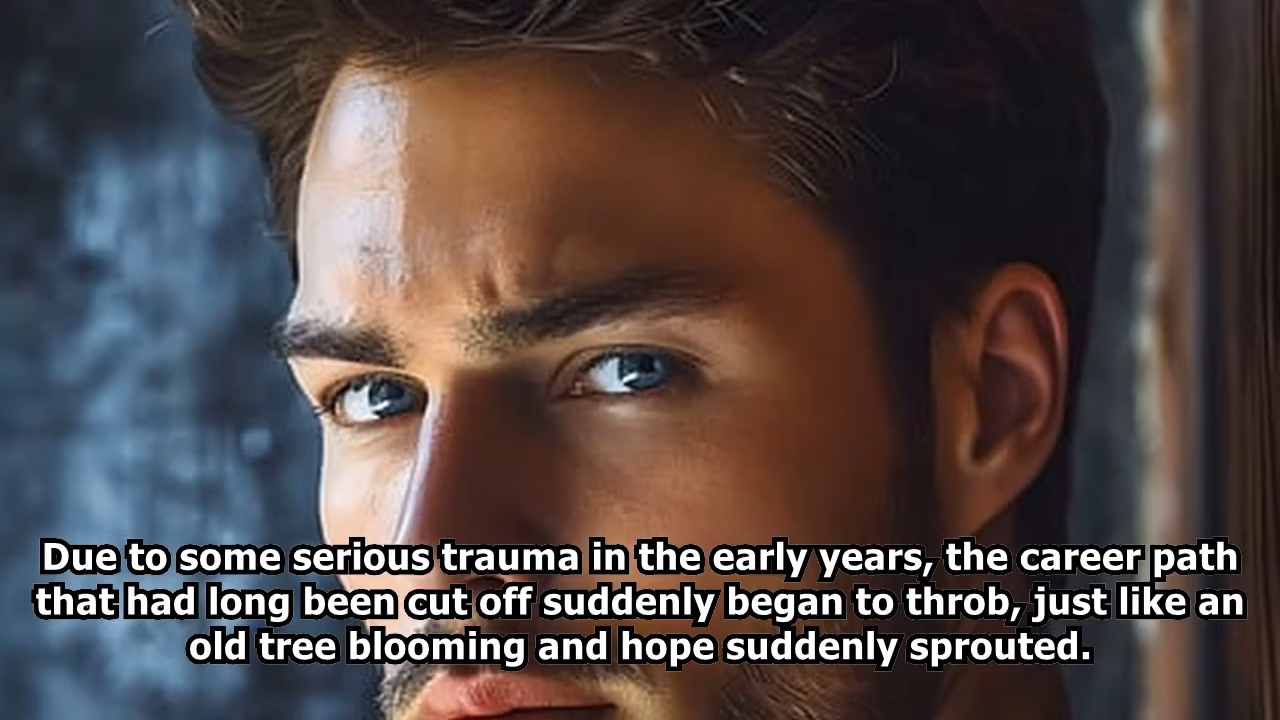 Due to some serious trauma in the early years, the career path
that had long been cut off suddenly began to throb, just like an
old tree blooming and hope suddenly sprouted.